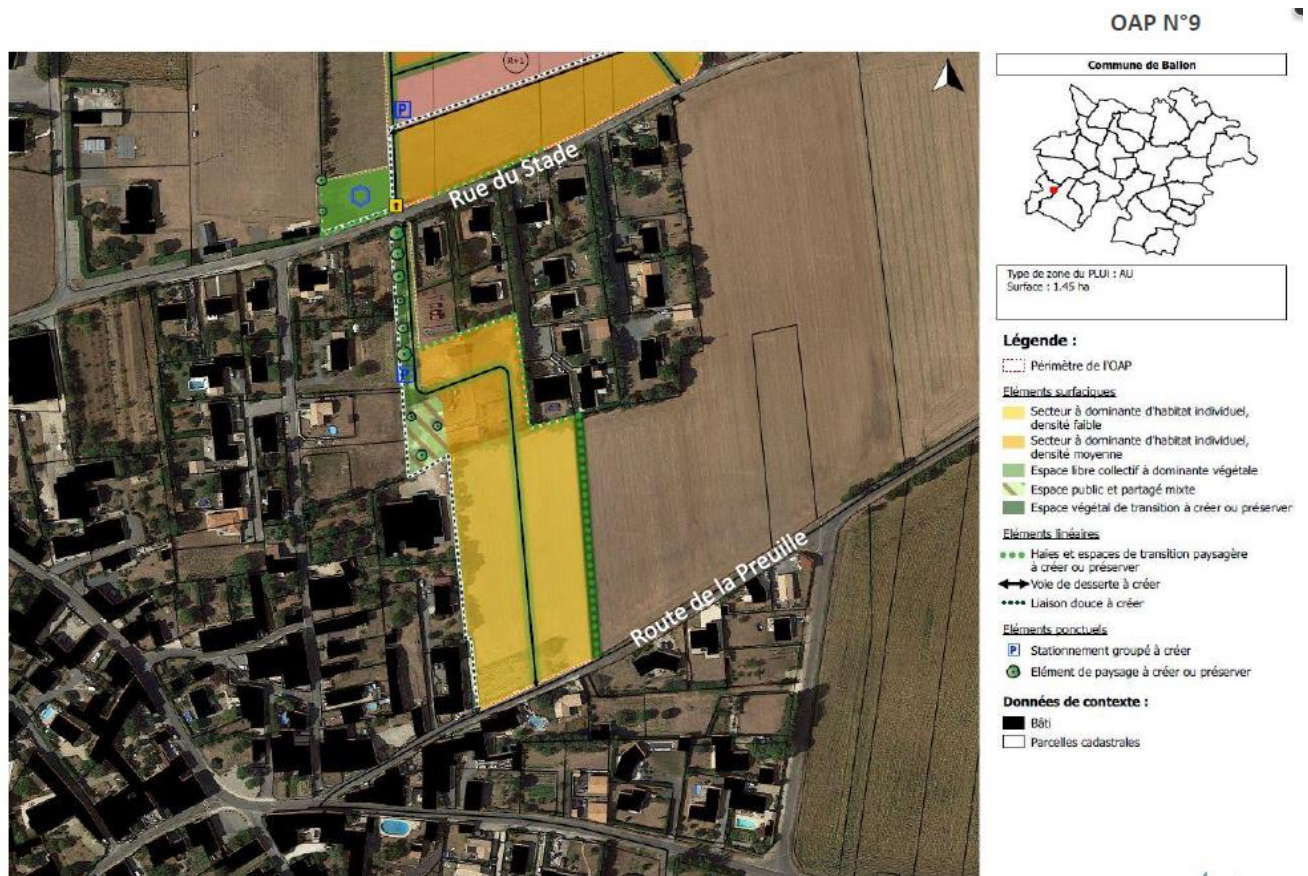 OAP N°9
Commune de Ballon
Type de zone du PLUi : AU
Surface : 1.45 ha
Légende :
Périmètre de l'OAP
Eléments surfaciques
Secteur à dominante d'habitat individuel,
densité faible
Secteur à dominante d'habitat individuel,
densité moyenne
Espace libre collectif à dominante végétale
Espace public et partagé mixte
Espace végétal de transition à créer ou préserver
Eléments linéaires
Haies et espaces de transition paysagère
à créer ou préserver
Voie de desserte à créer
Liaison douce à créer
Eléments ponctuels
P Stationnement groupé à créer
Elément de paysage à créer ou préserver
Données de contexte :
Bâti
Parcelles cadastrales
R+1
P
Rue du Stade
P
Route de la Preuille